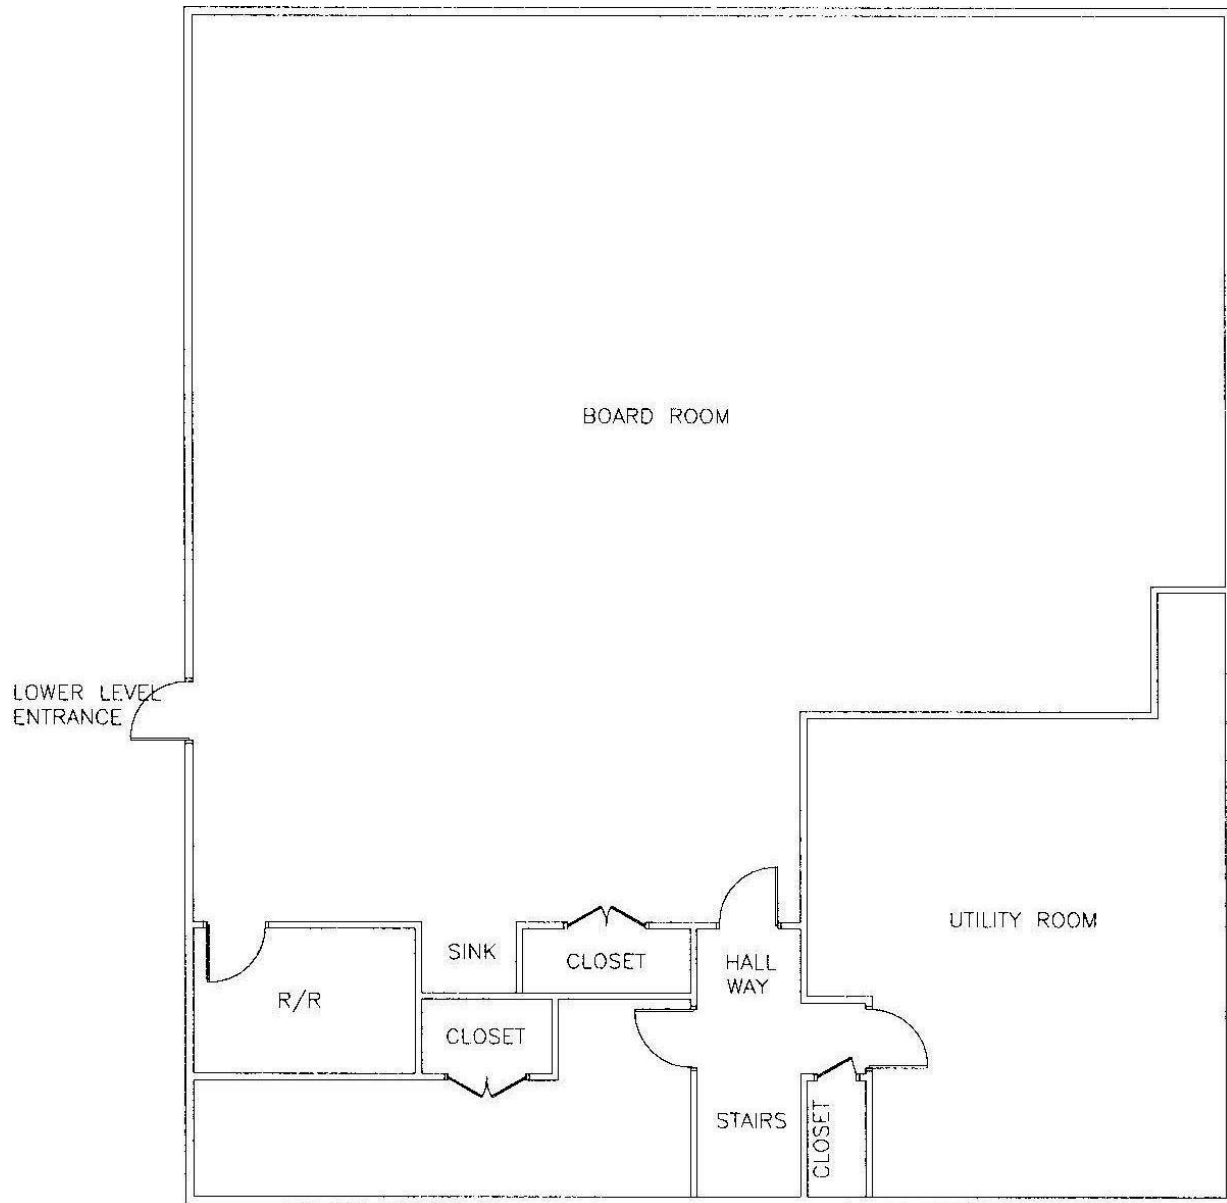 BOARD ROOM
LOWER LEVEL
ENTRANCE
UTILITY ROOM
SINK
CLOSET
HALL
WAY
R/R
CLOSET
STAIRS
CLOSET